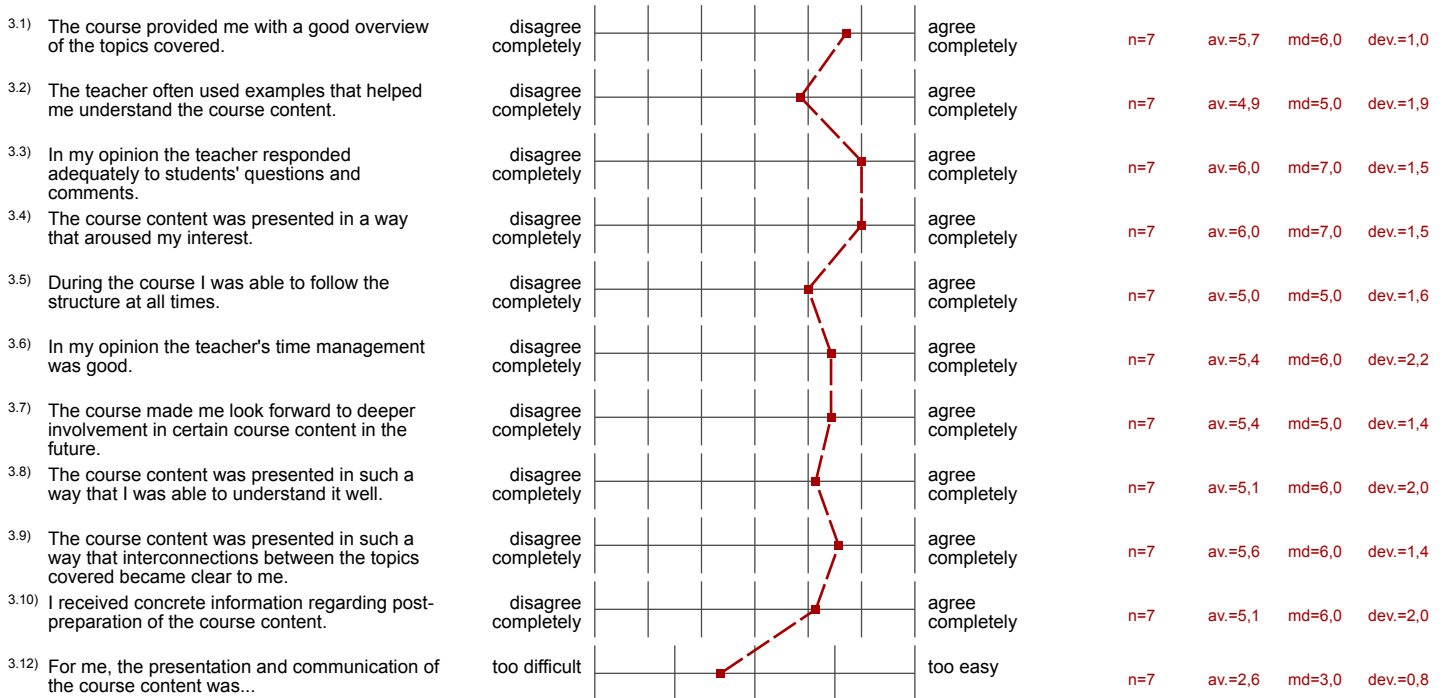 3.1) The course provided me with a good overview
of the topics covered.
disagree
completely
agree
completely
n=7 av.=5,7 md=6,0 dev.=1,0
3.2) The teacher often used examples that helped
me understand the course content.
disagree
completely
agree
completely
n=7 av.=4,9 md=5,0 dev.=1,9
3.3) In my opinion the teacher responded
adequately to students' questions and
comments.
disagree
completely
agree
completely
n=7 av.=6,0 md=7,0 dev.=1,5
3.4) The course content was presented in a way
that aroused my interest.
disagree
completely
agree
completely
n=7 av.=6,0 md=7,0 dev.=1,5
3.5) During the course I was able to follow the
structure at all times.
disagree
completely
agree
completely
n=7 av.=5,0 md=5,0 dev.=1,6
3.6) In my opinion the teacher's time management
was good.
disagree
completely
agree
completely
n=7 av.=5,4 md=6,0 dev.=2,2
3.7) The course made me look forward to deeper
involvement in certain course content in the
future.
disagree
completely
agree
completely
n=7 av.=5,4 md=5,0 dev.=1,4
3.8) The course content was presented in such a
way that I was able to understand it well.
disagree
completely
agree
completely
n=7 av.=5,1 md=6,0 dev.=2,0
3.9) The course content was presented in such a
way that interconnections between the topics
covered became clear to me.
disagree
completely
agree
completely
n=7 av.=5,6 md=6,0 dev.=1,4
3.10) I received concrete information regarding post-
preparation of the course content.
disagree
completely
agree
completely
n=7 av.=5,1 md=6,0 dev.=2,0
3.12) For me, the presentation and communication of
the course content was...
too difficult
too easy
n=7 av.=2,6 md=3,0 dev.=0,8